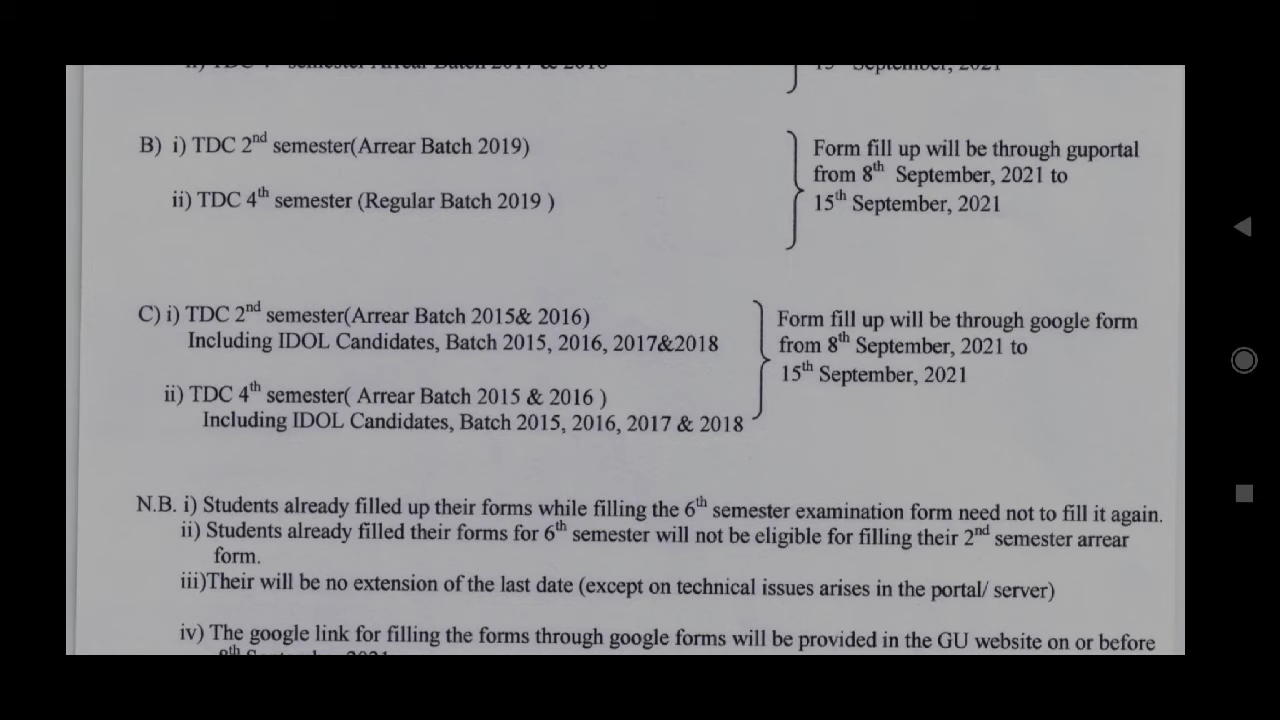 semester Arrear Batch 2017 & 2018
September, 2021
B) i) TDC 2nd semester(Arrear Batch 2019)
ii) TDC 4th semester (Regular Batch 2019 )
Form fill up will be through guportal
from 8th September, 2021 to
15th September, 2021
C) i) TDC 2nd semester(Arrear Batch 2015& 2016)
Including IDOL Candidates, Batch 2015, 2016, 2017&2018
ii) TDC 4th semester( Arrear Batch 2015 & 2016 )
Including IDOL Candidates, Batch 2015, 2016, 2017 & 2018
Form fill up will be through google form
from 8th September, 2021 to
15th September, 2021
N.B. i) Students already filled up their forms while filling the 6th semester examination form need not to fill it again.
ii) Students already filled their forms for 6th semester will not be eligible for filling their 2nd semester arrear
form.
iii)Their will be no extension of the last date (except on technical issues arises in the portal/ server)
iv) The google link for filling the forms through google forms will be provided in the GU website on or before